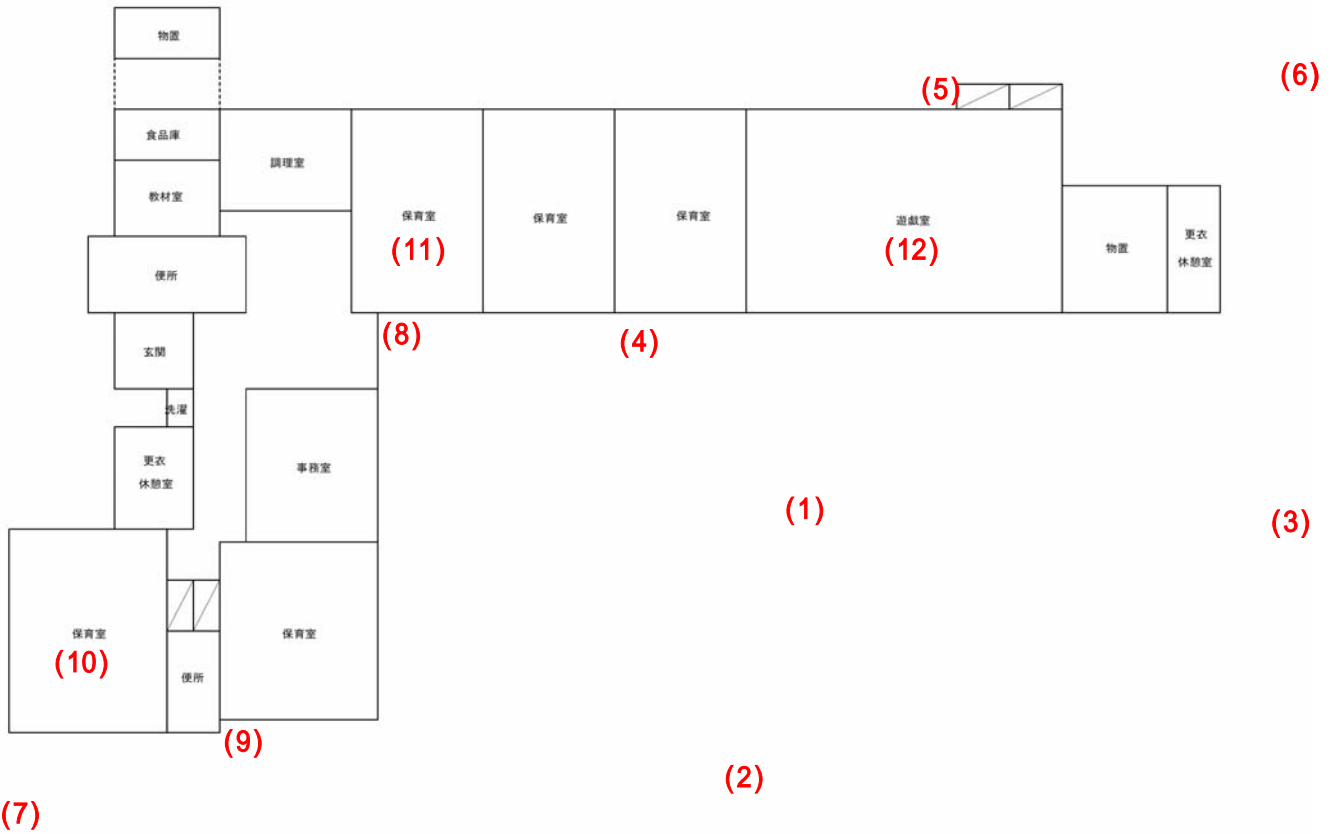 物置
(6)
(5)
食品庫
調理室
教材室
保育室
(11)
保育室
保育室
遊戯室
(12)
物置
更衣
休憩室
便所
玄関
(8)
(4)
洗濯
更衣
休憩室
事務室
(1)
(3)
保育室
(10)
保育室
便所
(9)
(2)
(7)